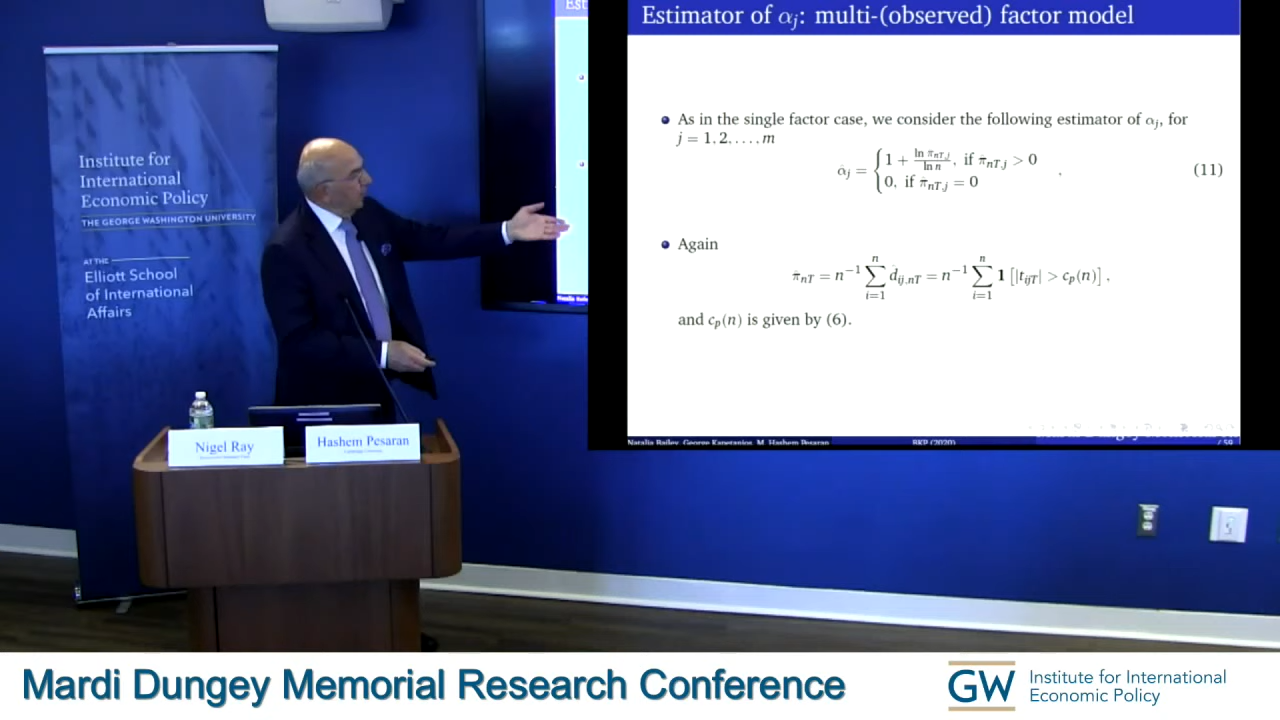 Institute for
International
Economic Policy
THE GEORGE WASHINGTON UNIVERSITY
AT THE
Elliott School
of International
Affairs
Nigel Ray
Hashem Pesaran
Est
Estimator of αj: multi-(observed) factor model
As in the single factor case, we consider the following estimator of αj, for
j = 1, 2, . . . , m
α̂j = { 1 + ln π̂nT,j / ln n, if π̂nT,j > 0
0, if π̂nT,j = 0 , (11)
Again
π̂nT = n⁻¹ ∑ⁿᵢ₌₁ d̂ij,nT = n⁻¹ ∑ⁿᵢ₌₁ 1 [|tijT| > cp(n)] ,
and cp(n) is given by (6).
Natalia Bailey, George Kapetanios, M. Hashem Pesaran
BKP (2020)
/ 59
Mardi Dungey Memorial Research Conference
GW
Institute for International
Economic Policy